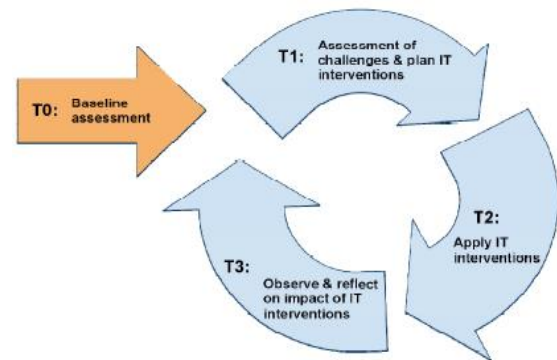 T1: Assessment of
challenges & plan IT
interventions
T0: Baseline
assessment
T2:
Apply IT
interventions
T3: Observe & reflect
on impact of IT
interventions